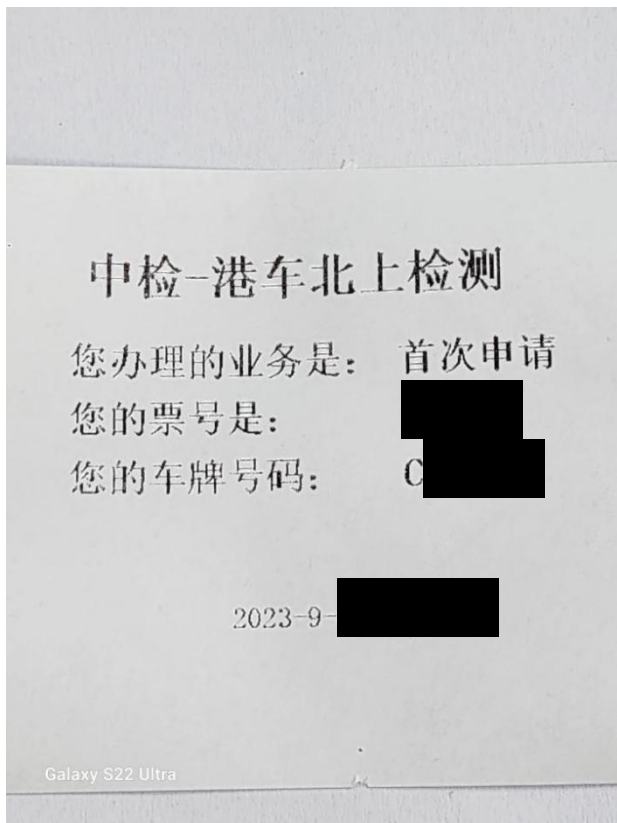 中检-港车北上检测
您办理的业务是： 首次申请
您的票号是：
您的车牌号码： C
2023-9-
Galaxy S22 Ultra